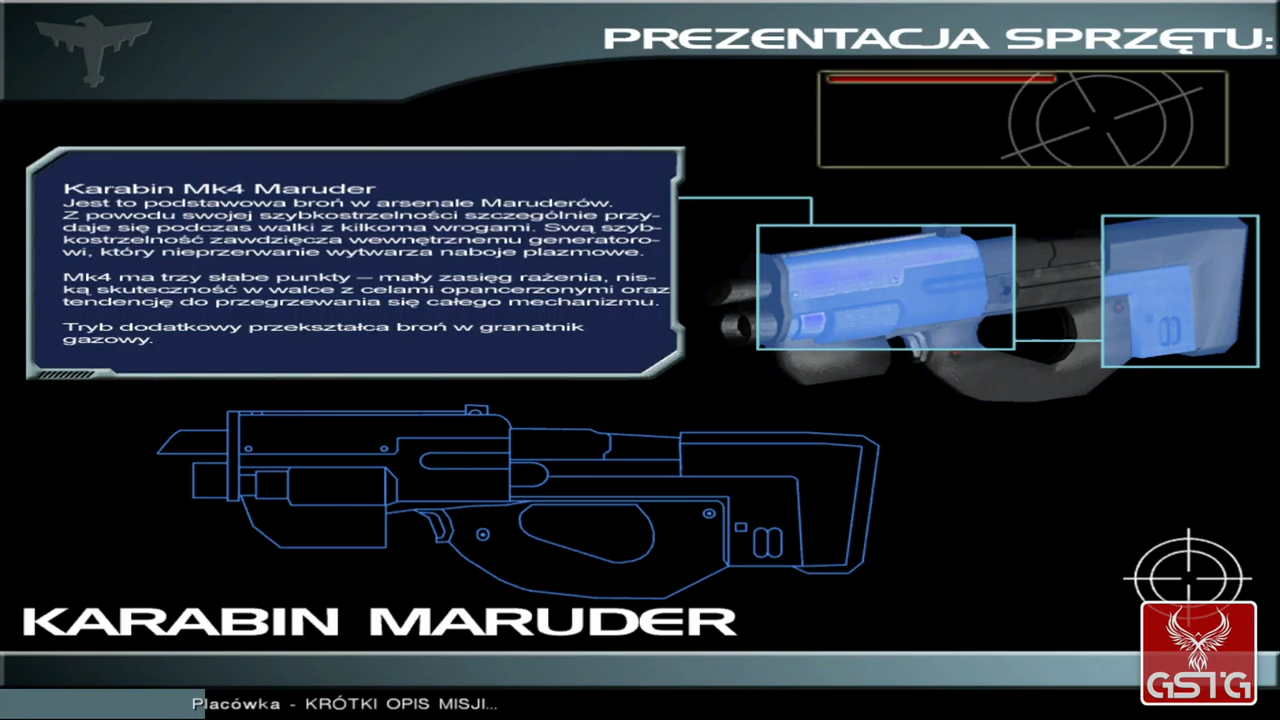 PREZENTACJA SPRZĘTU:
Karabin Mk4 Maruder
Jest to podstawowa broń w arsenale Maruderów.
Z powodu swojej szybkostrzelności szczególnie przy-
daje się podczas walki z kilkoma wrogami. Swą szyb-
kostrzelność zawdzięcza wewnętrznemu generatoro-
wi, który nieprzerwanie wytwarza naboje plazmowe.
Mk4 ma trzy słabe punkty — mały zasięg rażenia, nis-
ką skuteczność w walce z celami opancerzonymi oraz
tendencję do przegrzewania się całego mechanizmu.
Tryb dodatkowy przekształca broń w granatnik
gazowy.
KARABIN MARUDER
GSTG
Placówka - KRÓTKI OPIS MISJI...